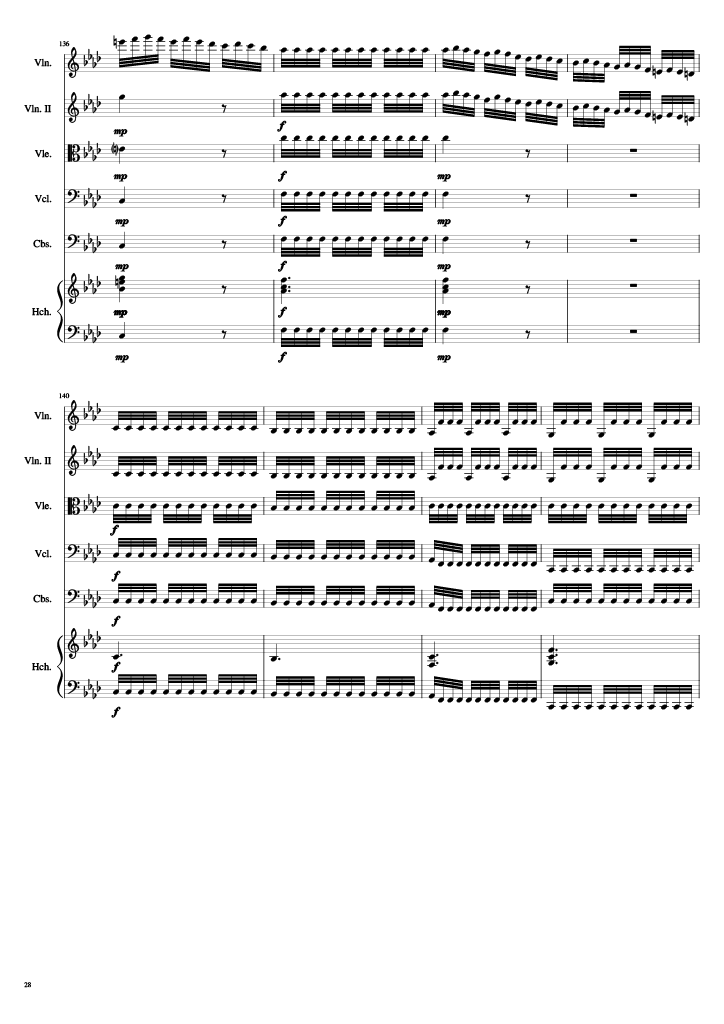 136
Vln.
Vln. II
mp f
Vle.
mp f mp
Vcl.
mp f mp
Cbs.
mp f mp
Hch.
mp f mp
mp f mp
140
Vln.
Vln. II
Vle.
f
Vcl.
f
Cbs.
f
Hch.
f
f
28